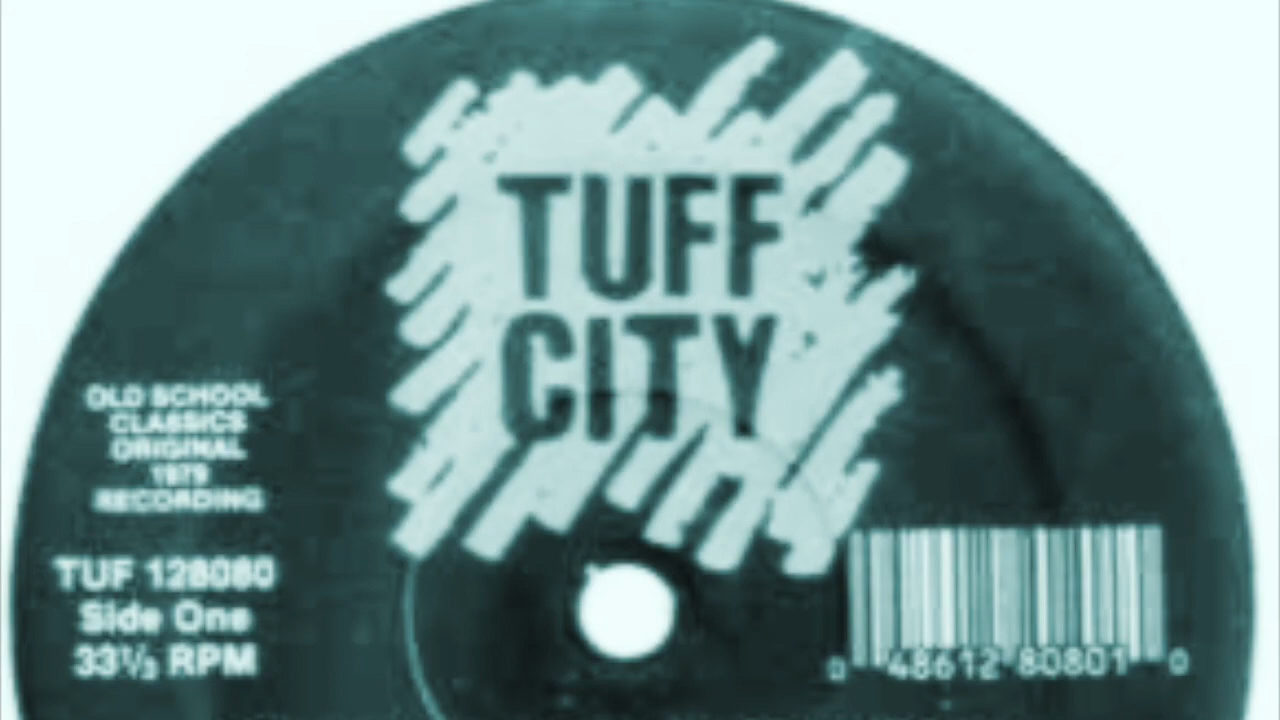 TUFF
CITY
OLD SCHOOL
CLASSICS
ORIGINAL
1979
RECORDING
TUF 128080
Side One
33⅓ RPM
0 48612 80801 0